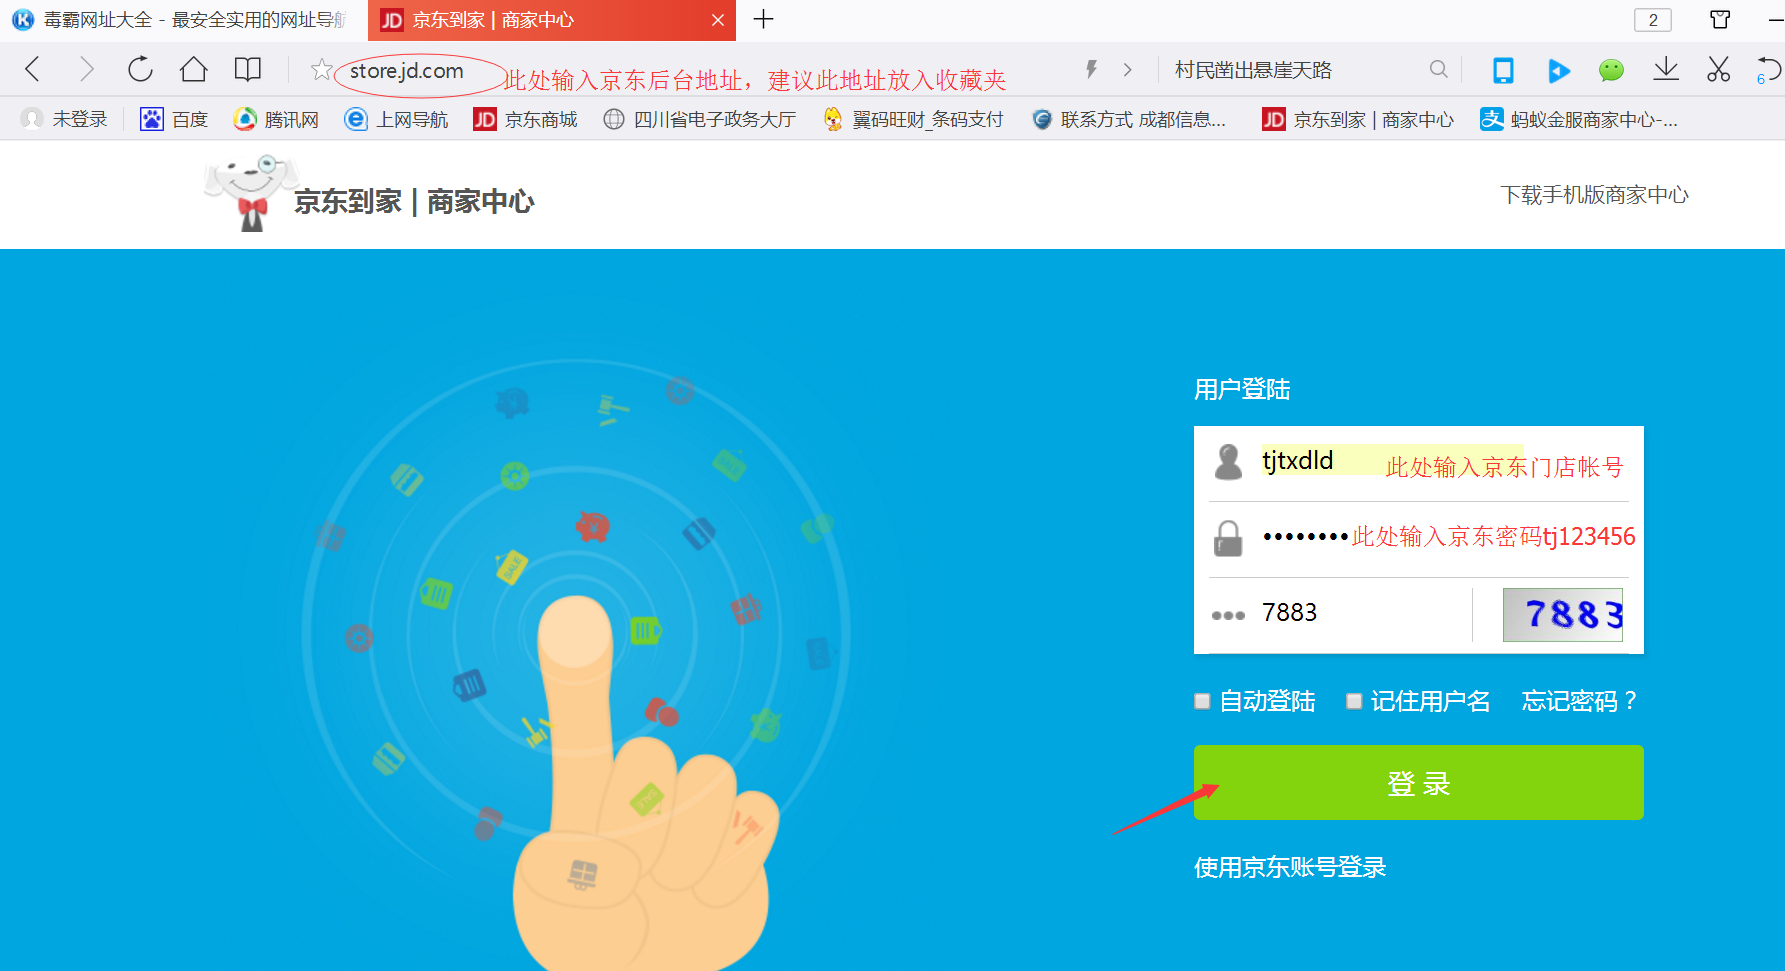 毒霸网址大全 - 最安全实用的网址导航
JD 京东到家 | 商家中心
2
store.jd.com 此处输入京东后台地址，建议此地址放入收藏夹
村民凿出悬崖天路
6
未登录 百度 腾讯网 上网导航 JD 京东商城 四川省电子政务大厅 翼码旺财_条码支付 联系方式 成都信息... JD 京东到家 | 商家中心 支 蚂蚁金服商家中心-...
京东到家 | 商家中心
下载手机版商家中心
用户登陆
tjtxdld 此处输入京东门店帐号
••••••••此处输入京东密码tj123456
7883 7883
自动登陆 记住用户名 忘记密码？
登 录
使用京东账号登录
SALE